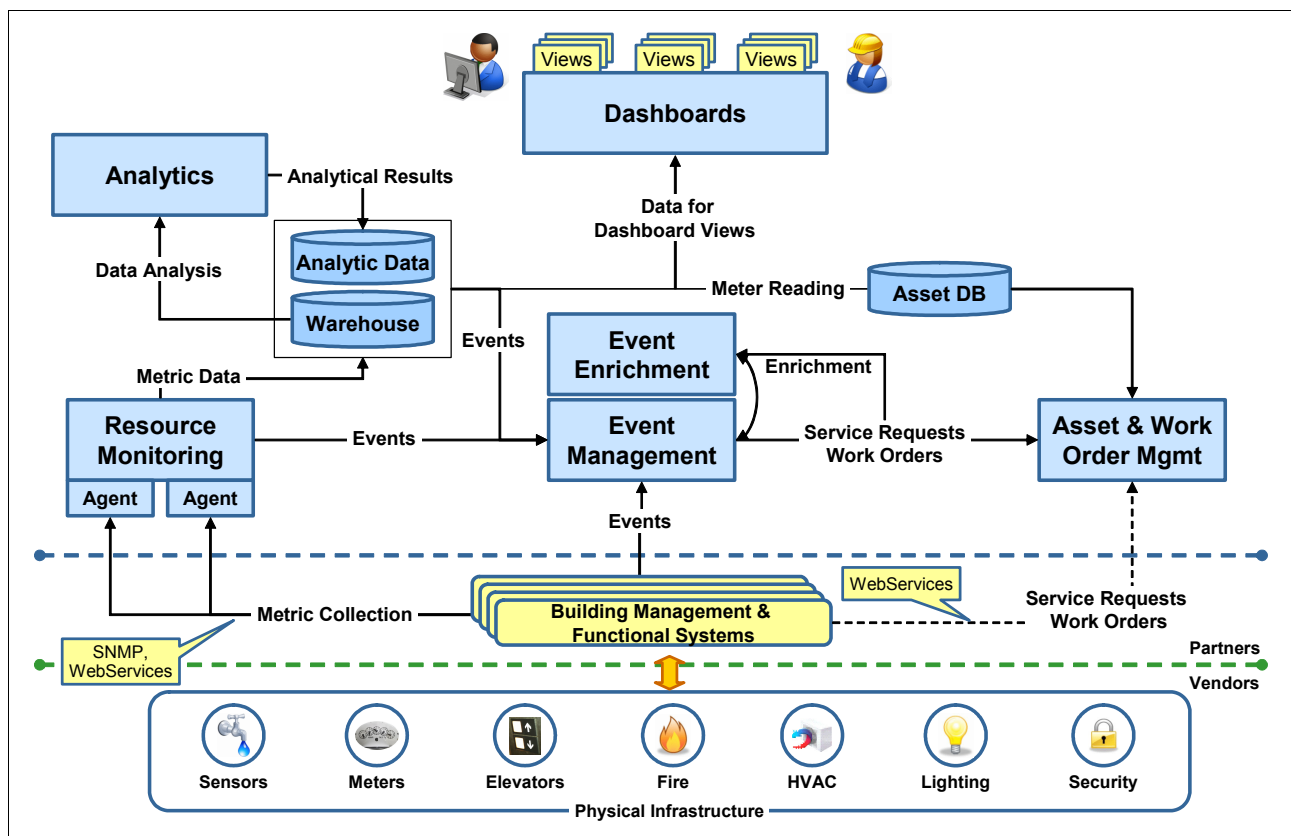 Views
Views
Views
Dashboards
Analytics
Analytical Results
Data for
Dashboard Views
Analytic Data
Data Analysis
Meter Reading
Asset DB
Warehouse
Events
Event
Enrichment
Enrichment
Metric Data
Resource
Monitoring
Events
Event
Management
Service Requests
Work Orders
Asset & Work
Order Mgmt
Agent
Agent
Events
WebServices
Metric Collection
Building Management &
Functional Systems
Service Requests
Work Orders
SNMP,
WebServices
Partners
Vendors
Sensors
Meters
Elevators
Fire
HVAC
Lighting
Security
Physical Infrastructure